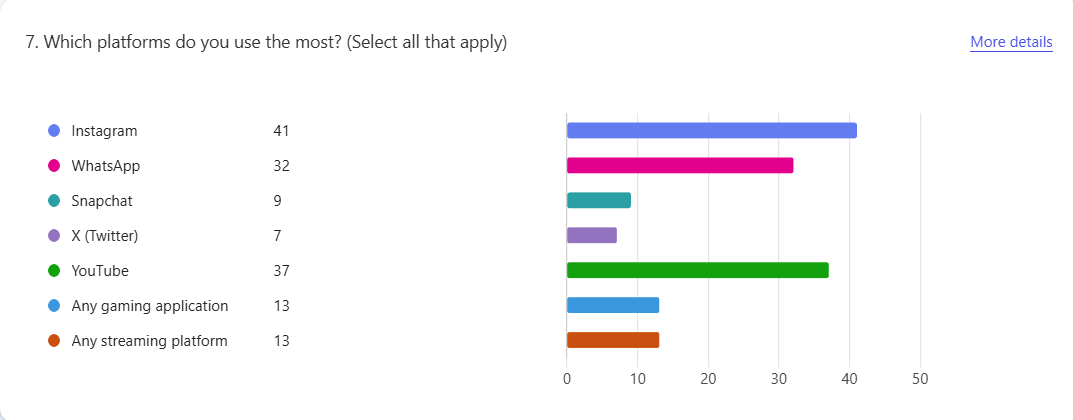 7. Which platforms do you use the most? (Select all that apply)
More details
Instagram 41
WhatsApp 32
Snapchat 9
X (Twitter) 7
YouTube 37
Any gaming application 13
Any streaming platform 13
0 10 20 30 40 50